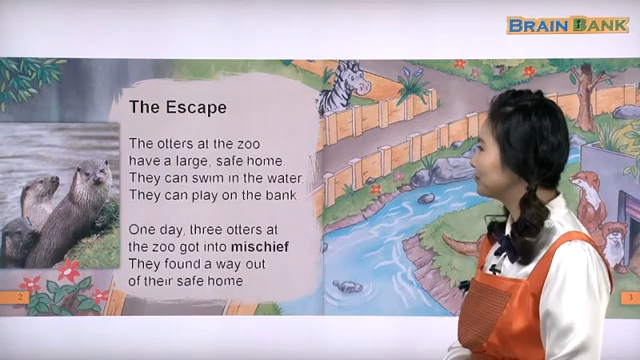 BRAIN BANK
The Escape
The otters at the zoo
have a large, safe home.
They can swim in the water.
They can play on the bank.
One day, three otters at
the zoo got into mischief.
They found a way out
of their safe home.
2
3